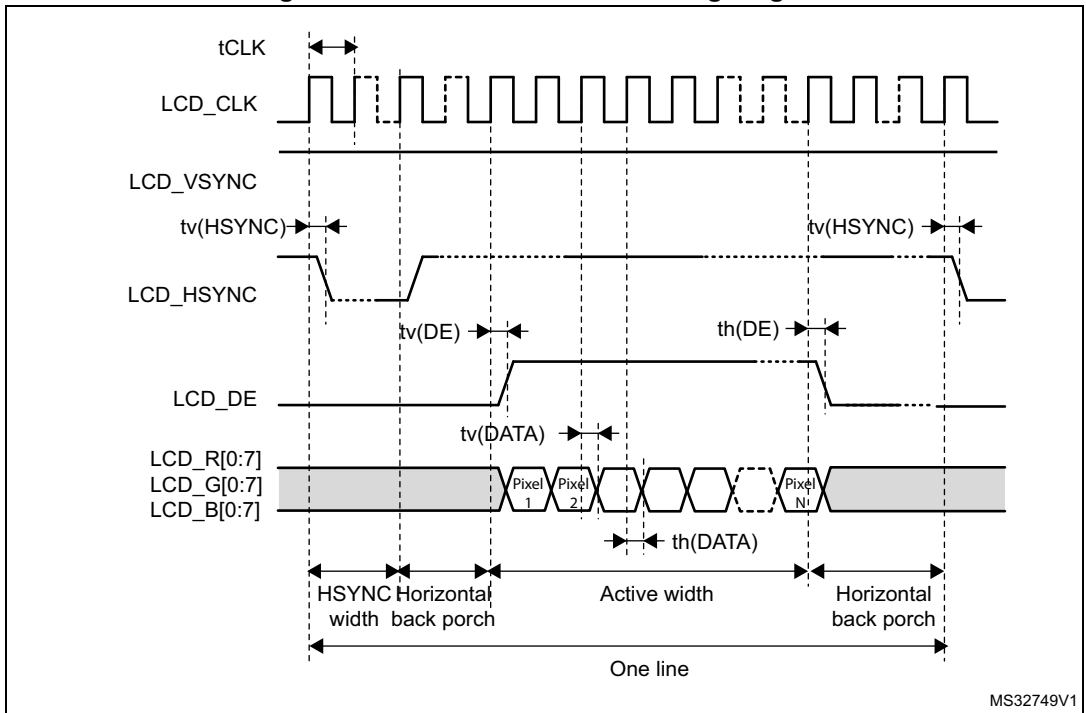 tCLK
LCD_CLK
LCD_VSYNC
tv(HSYNC)
tv(HSYNC)
LCD_HSYNC
tv(DE)
th(DE)
LCD_DE
tv(DATA)
LCD_R[0:7]
LCD_G[0:7]
LCD_B[0:7]
Pixel
1
Pixel
2
Pixel
N
th(DATA)
HSYNC
width
Horizontal
back porch
Active width
Horizontal
back porch
One line
MS32749V1